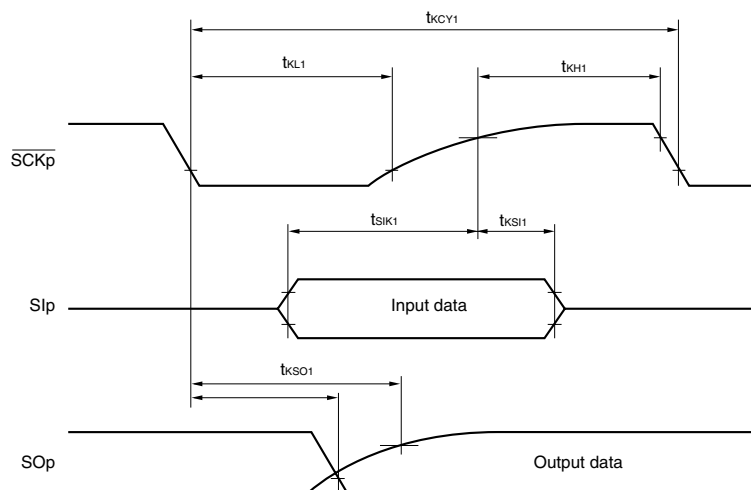 tKCY1
tKL1
tKH1
SCKp
tSIK1
tKSI1
SIp
Input data
tKSO1
SOp
Output data